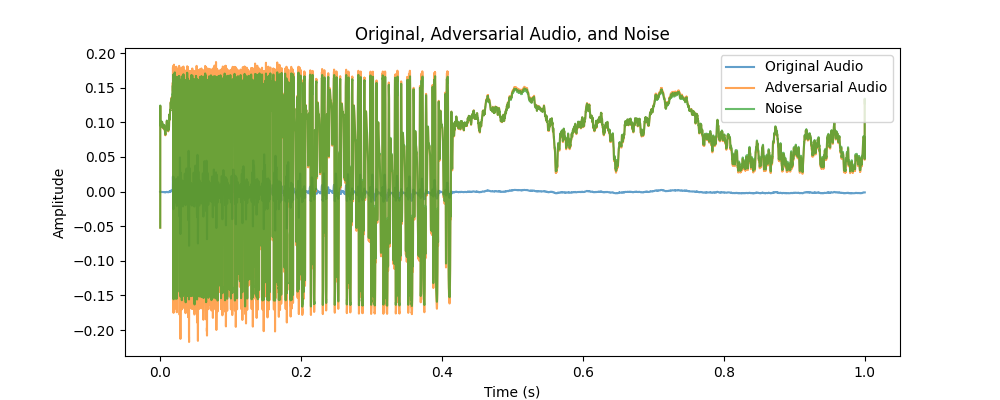 Original, Adversarial Audio, and Noise
Original Audio
Adversarial Audio
Noise
0.20
0.15
0.10
0.05
0.00
−0.05
−0.10
−0.15
−0.20
Amplitude
0.0 0.2 0.4 0.6 0.8 1.0
Time (s)